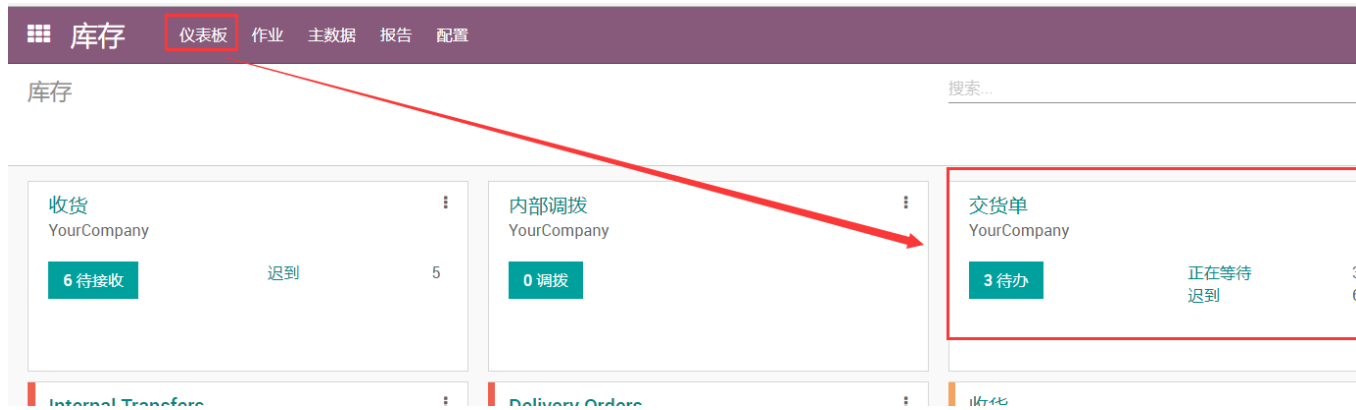 库存 仪表板 作业 主数据 报告 配置
库存
搜索...
收货
YourCompany
6 待接收 迟到 5
内部调拨
YourCompany
0 调拨
交货单
YourCompany
3 待办 正在等待
迟到
Internal Transfers
Delivery Orders
收货